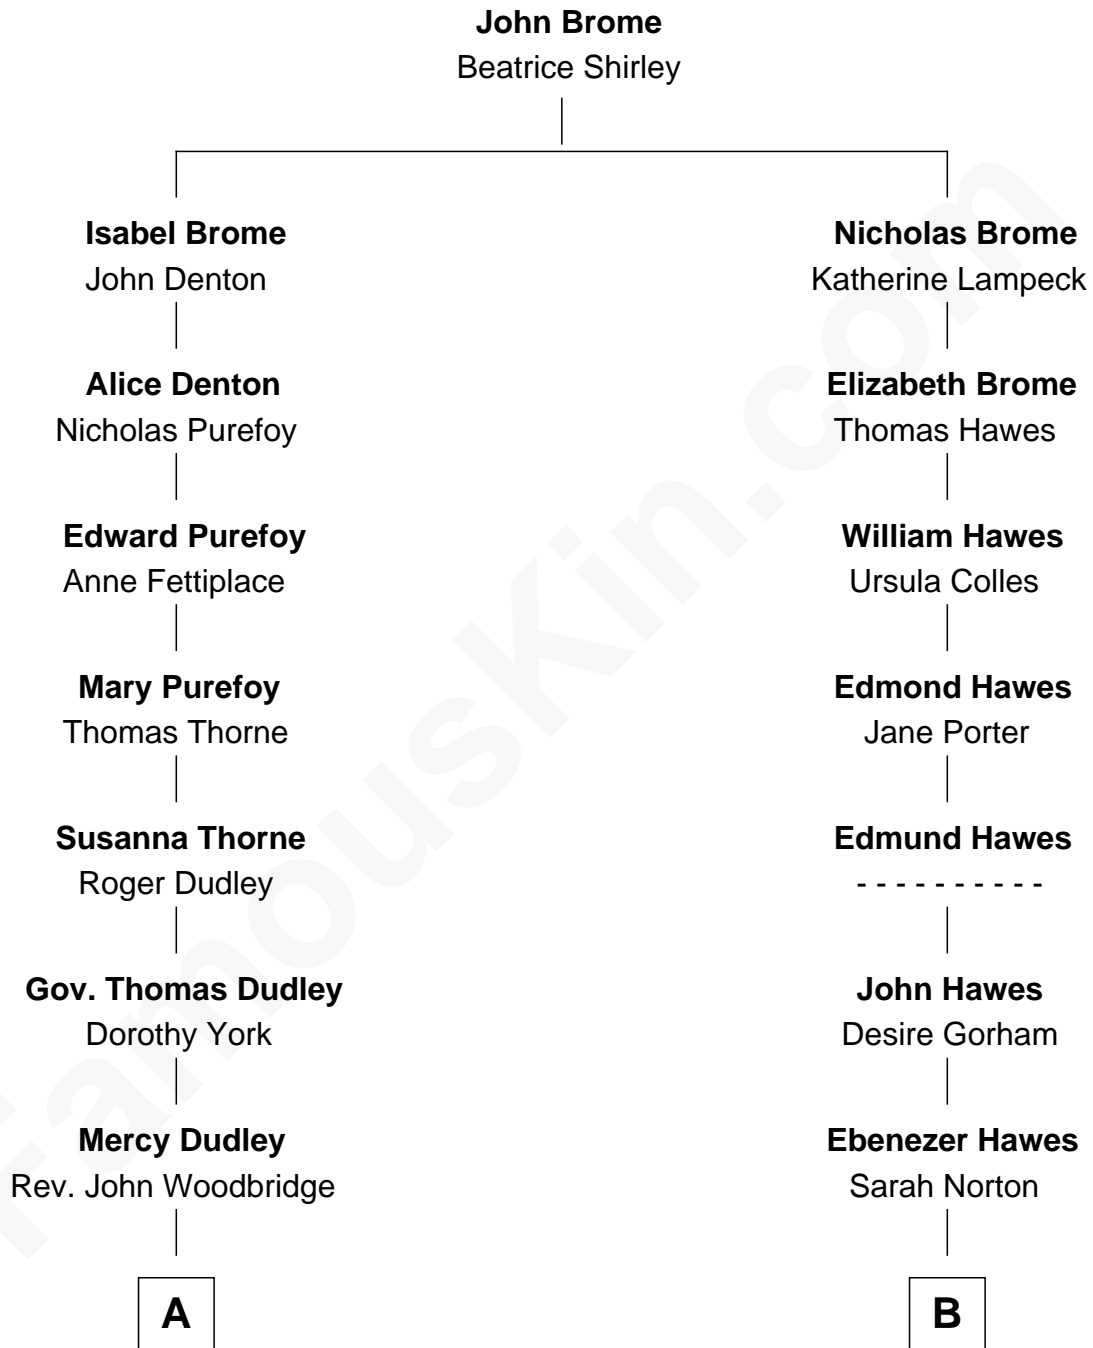 John Brome
Beatrice Shirley
Isabel Brome
John Denton
Nicholas Brome
Katherine Lampeck
Alice Denton
Nicholas Purefoy
Elizabeth Brome
Thomas Hawes
Edward Purefoy
Anne Fettiplace
William Hawes
Ursula Colles
Mary Purefoy
Thomas Thorne
Edmond Hawes
Jane Porter
Susanna Thorne
Roger Dudley
Edmund Hawes
- - - - - - - - - -
Gov. Thomas Dudley
Dorothy York
John Hawes
Desire Gorham
Mercy Dudley
Rev. John Woodbridge
Ebenezer Hawes
Sarah Norton
A
B
FamousKin.com